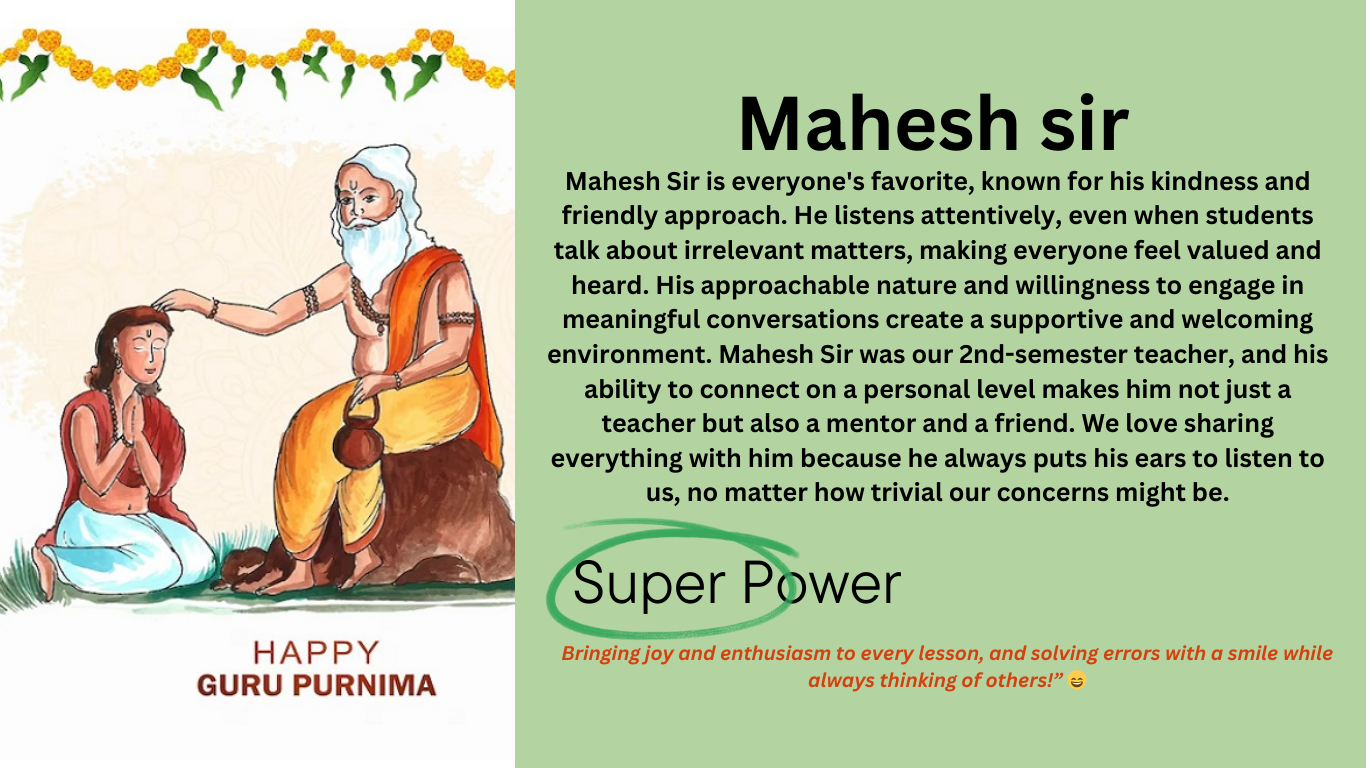 HAPPY
GURU PURNIMA
Mahesh sir
Mahesh Sir is everyone's favorite, known for his kindness and
friendly approach. He listens attentively, even when students
talk about irrelevant matters, making everyone feel valued and
heard. His approachable nature and willingness to engage in
meaningful conversations create a supportive and welcoming
environment. Mahesh Sir was our 2nd-semester teacher, and his
ability to connect on a personal level makes him not just a
teacher but also a mentor and a friend. We love sharing
everything with him because he always puts his ears to listen to
us, no matter how trivial our concerns might be.
Super Power
Bringing joy and enthusiasm to every lesson, and solving errors with a smile while
always thinking of others!” 😄